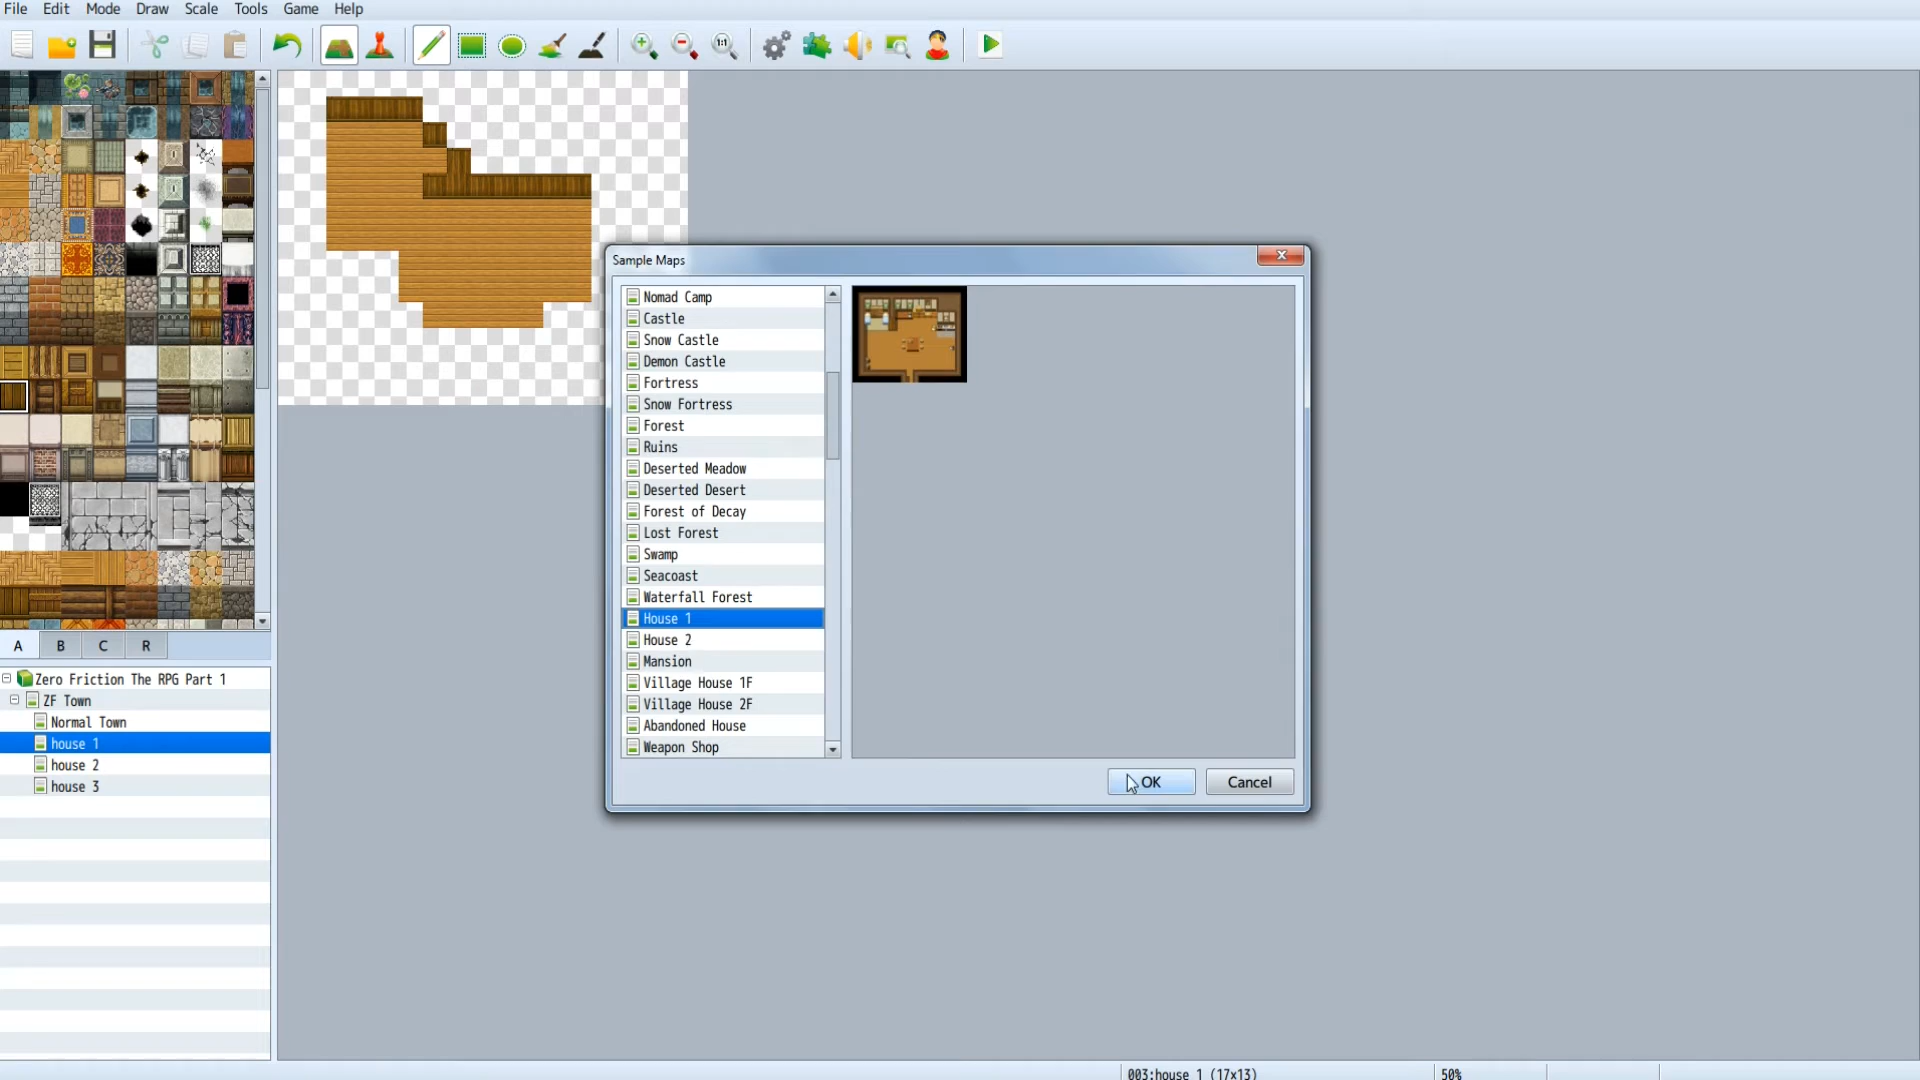 File Edit Mode Draw Scale Tools Game Help
1:1
Sample Maps
Nomad Camp
Castle
Snow Castle
Demon Castle
Fortress
Snow Fortress
Forest
Ruins
Deserted Meadow
Deserted Desert
Forest of Decay
Lost Forest
Swamp
Seacoast
Waterfall Forest
House 1
House 2
Mansion
Village House 1F
Village House 2F
Abandoned House
Weapon Shop
OK Cancel
A B C R
Zero Friction The RPG Part 1
ZF Town
Normal Town
house 1
house 2
house 3
003:house 1 (17x13) 50%